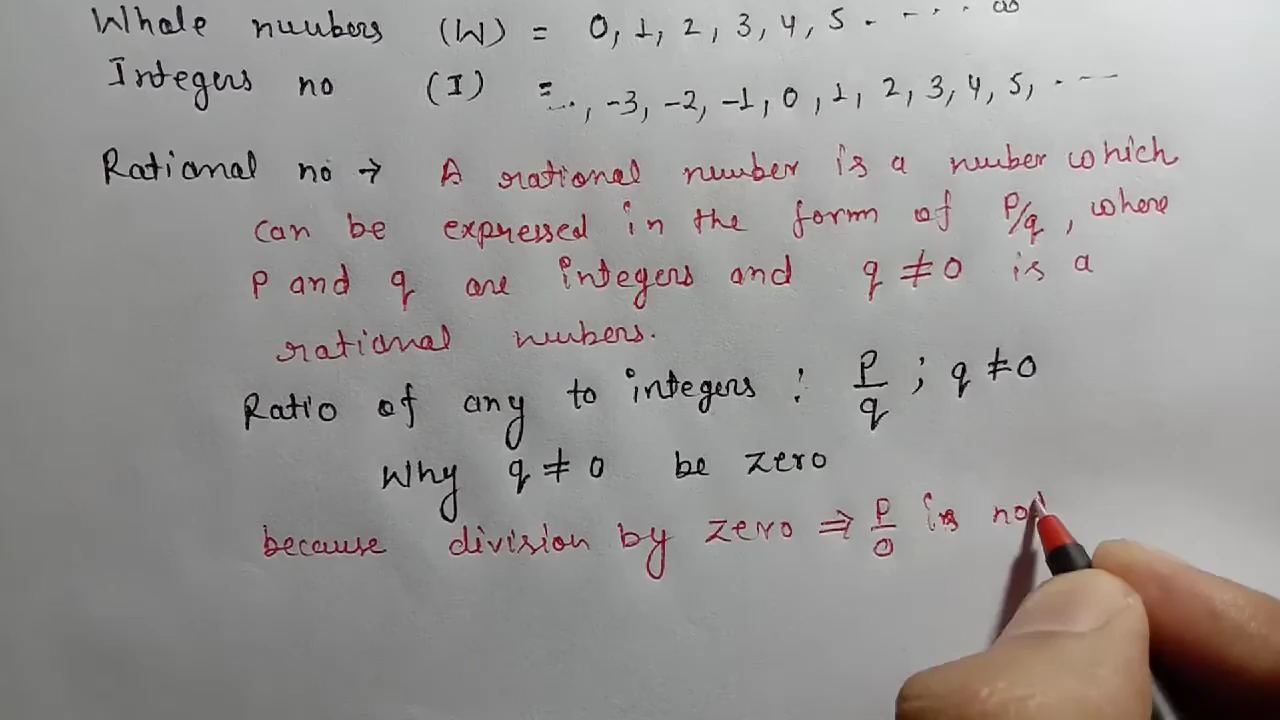 Whole numbers (W) = 0, 1, 2, 3, 4, 5 - - - - ∞
Integers no (I) = ..., -3, -2, -1, 0, 1, 2, 3, 4, 5, . - —
Rational no → A rational number is a number which
can be expressed in the form of P/q, where
P and q are integers and q ≠ 0 is a
rational numbers.
Ratio of any to integers : P/q ; q ≠ 0
Why q ≠ 0 be zero
because division by zero ⇒ P/0 is not